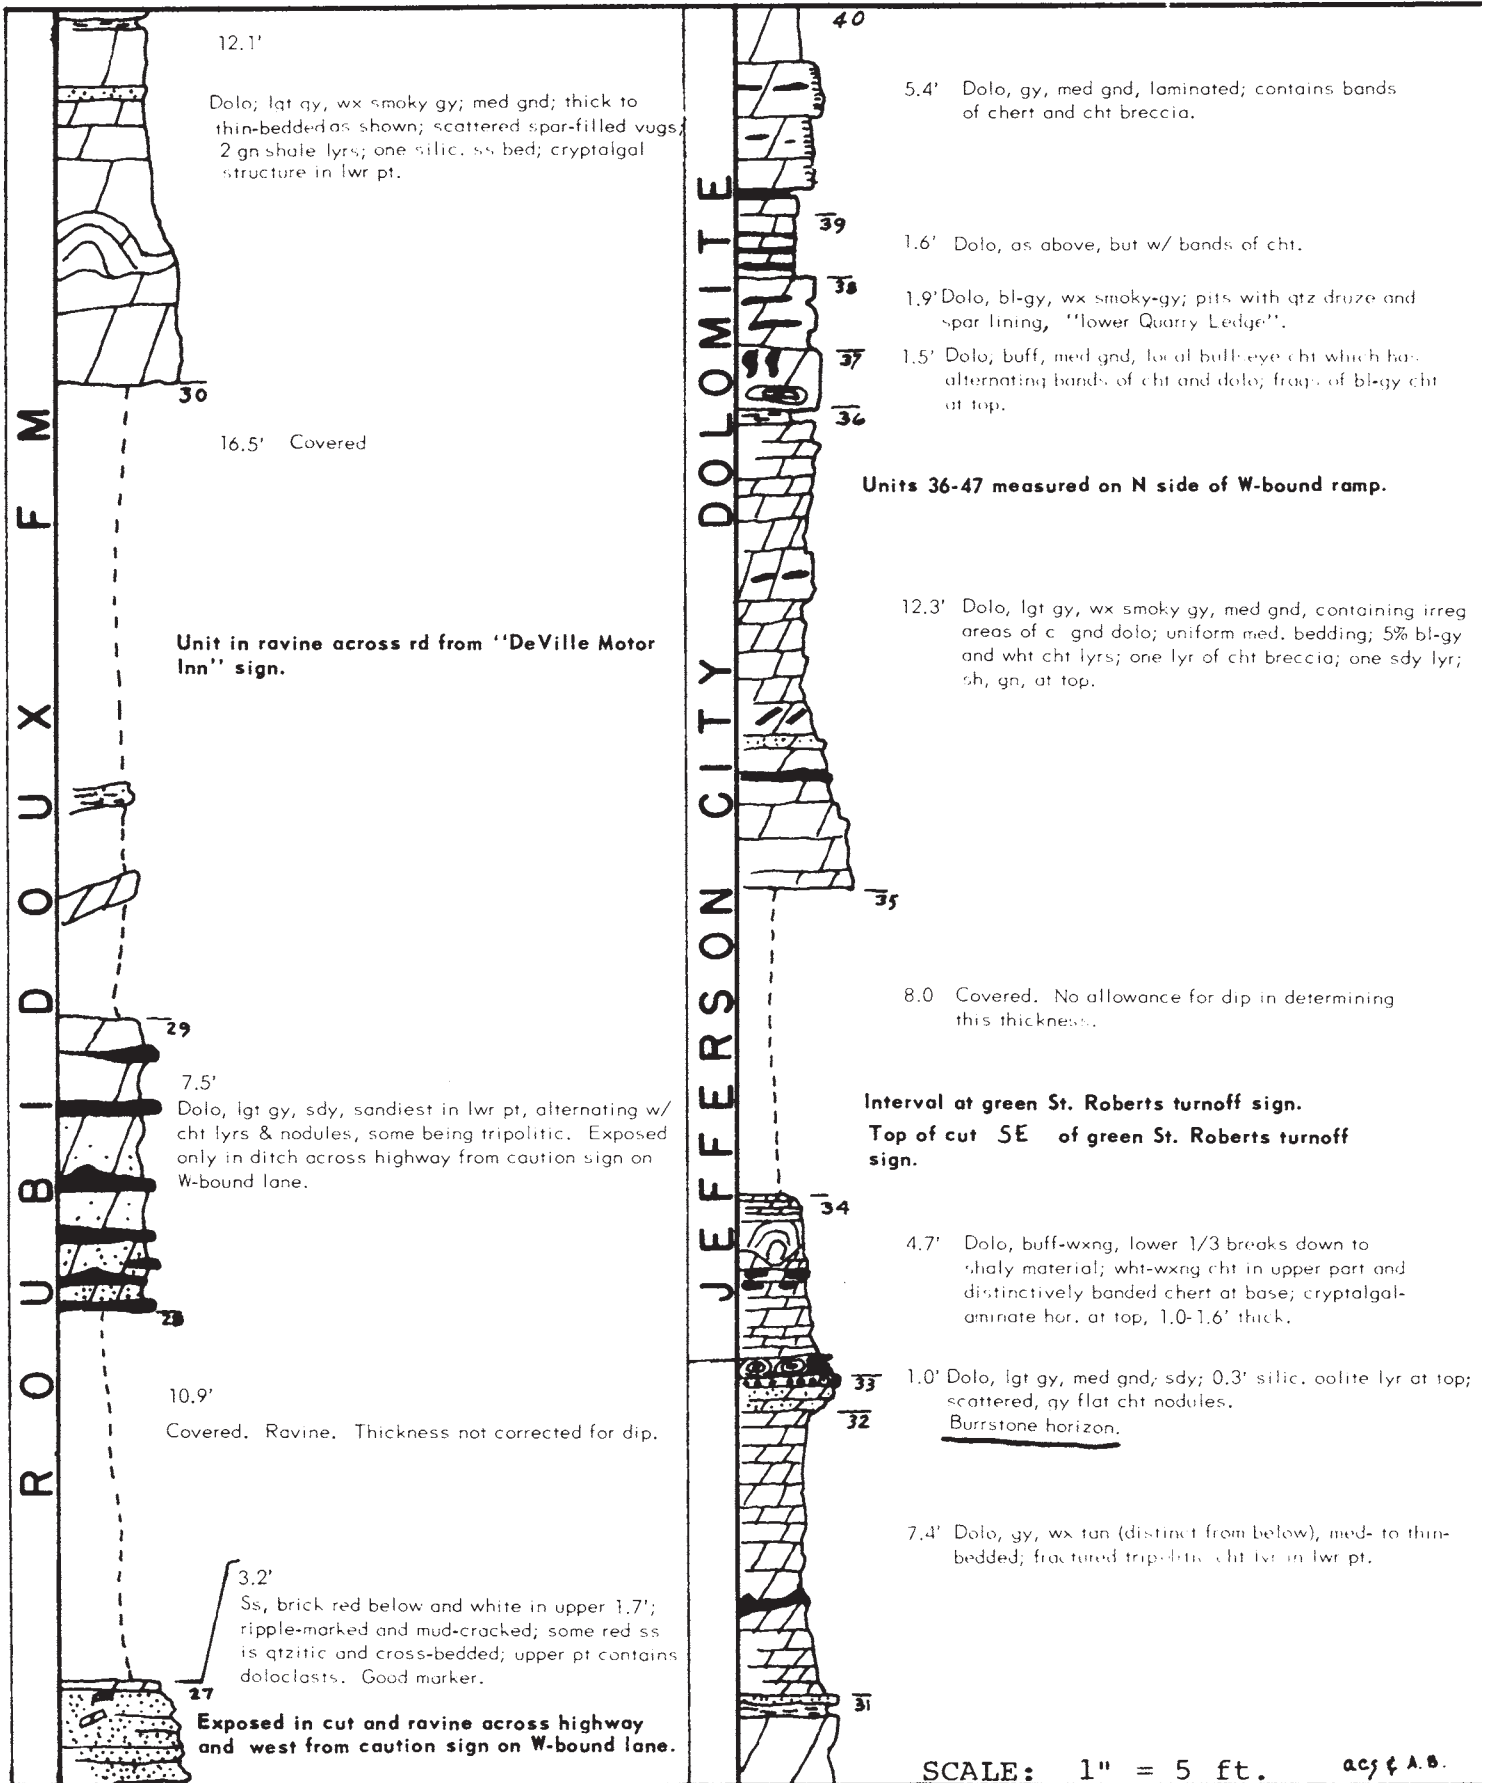 ROUBIDOUX FM
12.1'
Dolo; lgt gy, wx smoky gy; med gnd; thick to
thin-bedded as shown; scattered spar-filled vugs;
2 gn shale lyrs; one silic. ss bed; cryptalgal
structure in lwr pt.
30
16.5' Covered
Unit in ravine across rd from "DeVille Motor
Inn" sign.
29
7.5'
Dolo, lgt gy, sdy, sandiest in lwr pt, alternating w/
cht lyrs & nodules, some being tripolitic. Exposed
only in ditch across highway from caution sign on
W-bound lane.
28
10.9'
Covered. Ravine. Thickness not corrected for dip.
3.2'
Ss, brick red below and white in upper 1.7';
ripple-marked and mud-cracked; some red ss
is qtzitic and cross-bedded; upper pt contains
doloclasts. Good marker.
27
Exposed in cut and ravine across highway
and west from caution sign on W-bound lane.
JEFFERSON CITY DOLOMITE
40
5.4' Dolo, gy, med gnd, laminated; contains bands
of chert and cht breccia.
39
1.6' Dolo, as above, but w/ bands of cht.
38
1.9' Dolo, bl-gy, wx smoky-gy; pits with qtz druze and
spar lining, "lower Quarry Ledge".
37
1.5' Dolo, buff, med gnd, local bull-eye cht which has
alternating bands of cht and dolo; frags of bl-gy cht
at top.
36
Units 36-47 measured on N side of W-bound ramp.
12.3' Dolo, lgt gy, wx smoky gy, med gnd, containing irreg
areas of c gnd dolo; uniform med. bedding; 5% bl-gy
and wht cht lyrs; one lyr of cht breccia; one sdy lyr;
sh, gn, at top.
35
8.0 Covered. No allowance for dip in determining
this thickness.
Interval at green St. Roberts turnoff sign.
Top of cut SE of green St. Roberts turnoff
sign.
34
4.7' Dolo, buff-wxng, lower 1/3 breaks down to
shaly material; wht-wxng cht in upper part and
distinctively banded chert at base; cryptalgal-
aminate hor. at top, 1.0-1.6' thick.
33
1.0' Dolo, lgt gy, med gnd, sdy; 0.3' silic. oolite lyr at top;
scattered, gy flat cht nodules.
Burrstone horizon.
32
7.4' Dolo, gy, wx tan (distinct from below), med- to thin-
bedded; fractured tripolitic cht lyr in lwr pt.
31
SCALE: 1" = 5 ft.
acs & A.B.